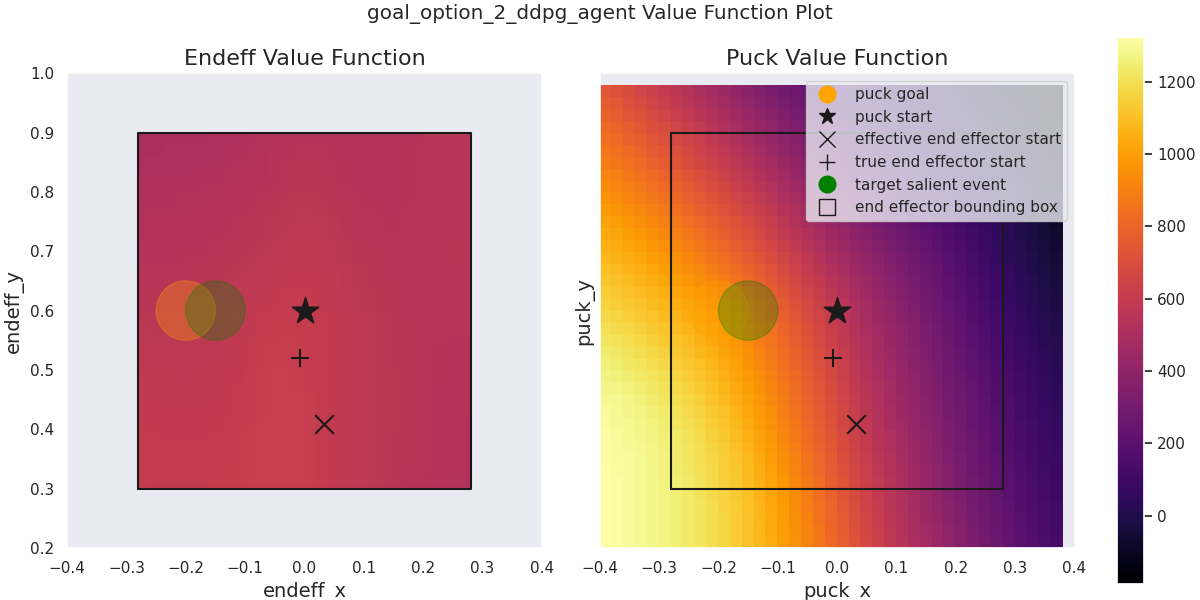 goal_option_2_ddpg_agent Value Function Plot
Endeff Value Function
Puck Value Function
endeff_y
1.0
0.9
0.8
0.7
0.6
0.5
0.4
0.3
0.2
−0.4 −0.3 −0.2 −0.1 0.0 0.1 0.2 0.3 0.4
endeff_x
puck_y
puck goal
puck start
effective end effector start
true end effector start
target salient event
end effector bounding box
−0.4 −0.3 −0.2 −0.1 0.0 0.1 0.2 0.3 0.4
puck_x
1200
1000
800
600
400
200
0